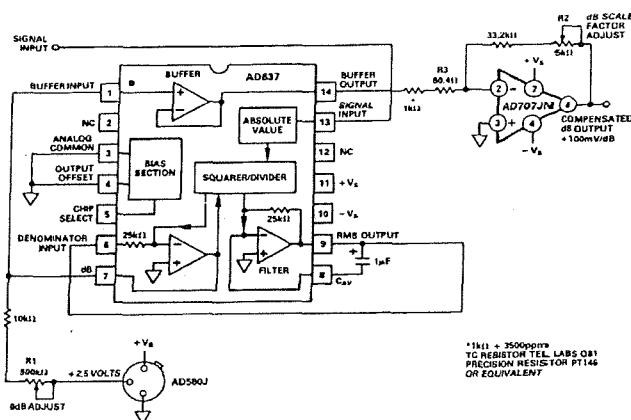 SIGNAL
INPUT
BUFFER INPUT
NC
ANALOG
COMMON
OUTPUT
OFFSET
CHIP
SELECT
DENOMINATOR
INPUT
dB
1
2
3
4
5
6
7
BUFFER
AD637
ABSOLUTE
VALUE
BIAS
SECTION
SQUARER/DIVIDER
25kΩ
25kΩ
FILTER
14
13
12
11
10
9
8
BUFFER
OUTPUT
SIGNAL
INPUT
NC
+VS
-VS
RMS OUTPUT
+
1µF
CAV
*
1kΩ
R3
60.4Ω
33.2kΩ
R2
5kΩ
dB SCALE
FACTOR
ADJUST
+VS
2
7
AD707JN
6
3
4
-VS
COMPENSATED
dB OUTPUT
+100mV/dB
10kΩ
R1
500kΩ
0dB ADJUST
+2.5 VOLTS
+VS
AD580J
*1kΩ + 3500ppm
TC RESISTOR TEL LABS Q81
PRECISION RESISTOR PT146
OR EQUIVALENT